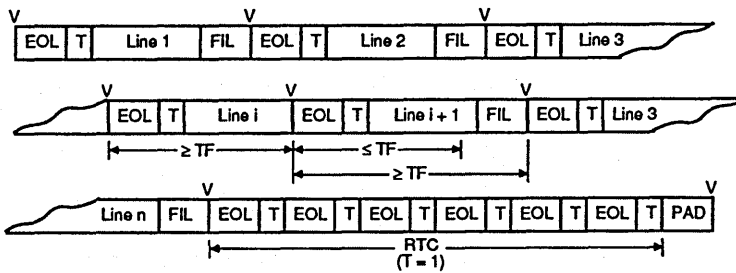 V V V
EOL T Line 1 FIL EOL T Line 2 FIL EOL T Line 3
V V V
EOL T Line i EOL T Line i + 1 FIL EOL T Line 3
≥ TF ≤ TF
≥ TF
V V
Line n FIL EOL T EOL T EOL T EOL T EOL T EOL T PAD
RTC
(T = 1)